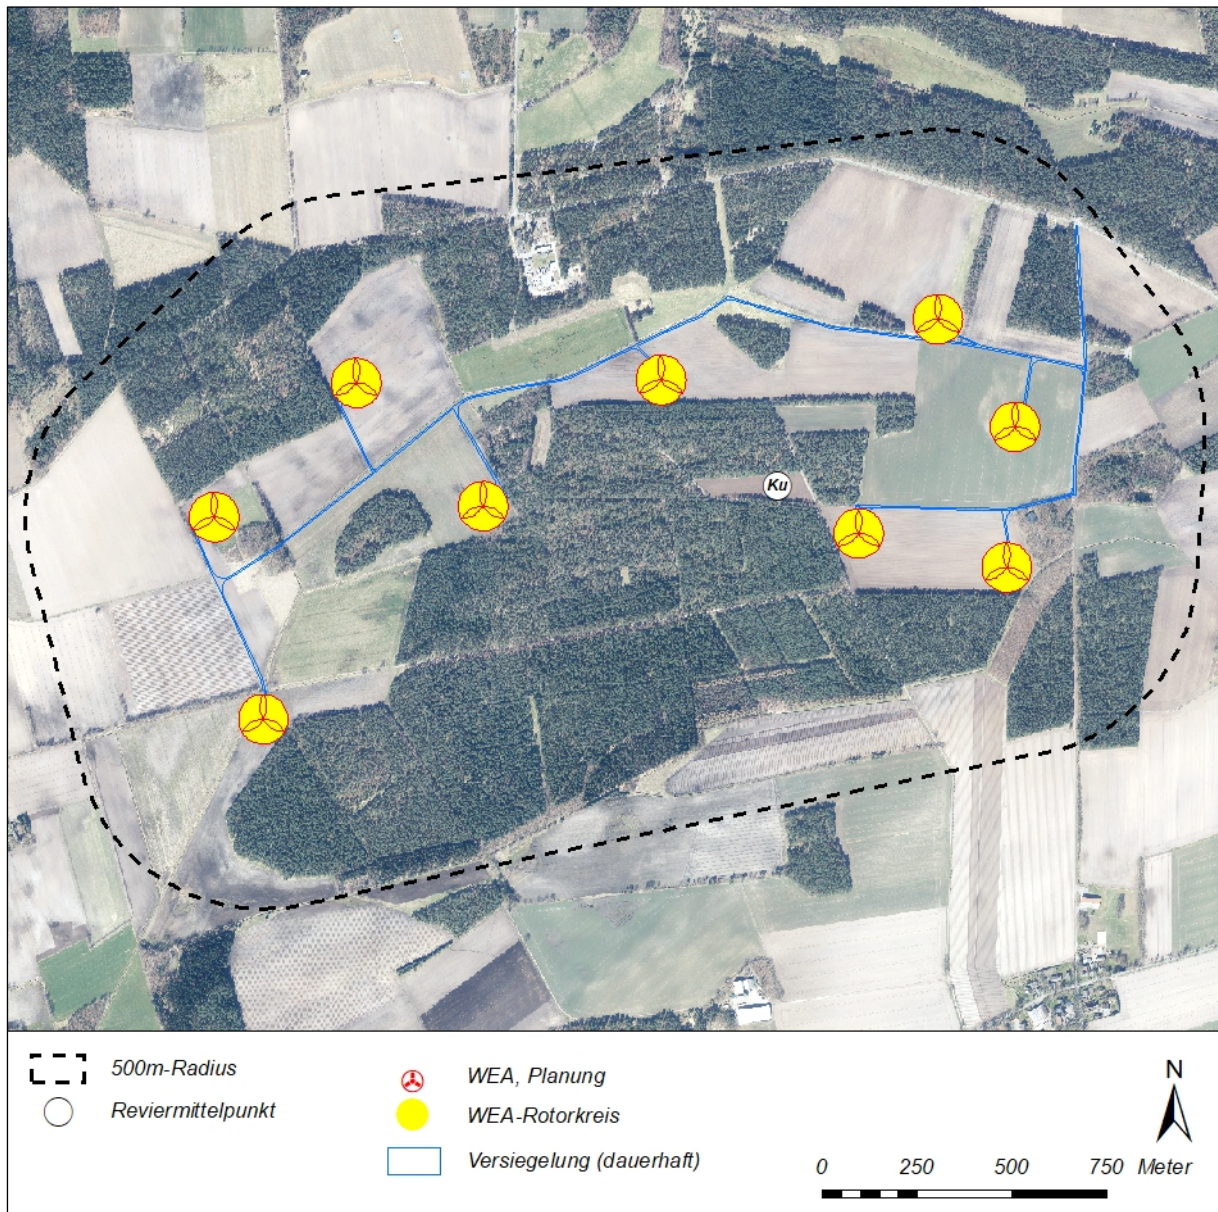 Ku
500m-Radius
Reviermittelpunkt
WEA, Planung
WEA-Rotorkreis
Versiegelung (dauerhaft)
N
0 250 500 750 Meter